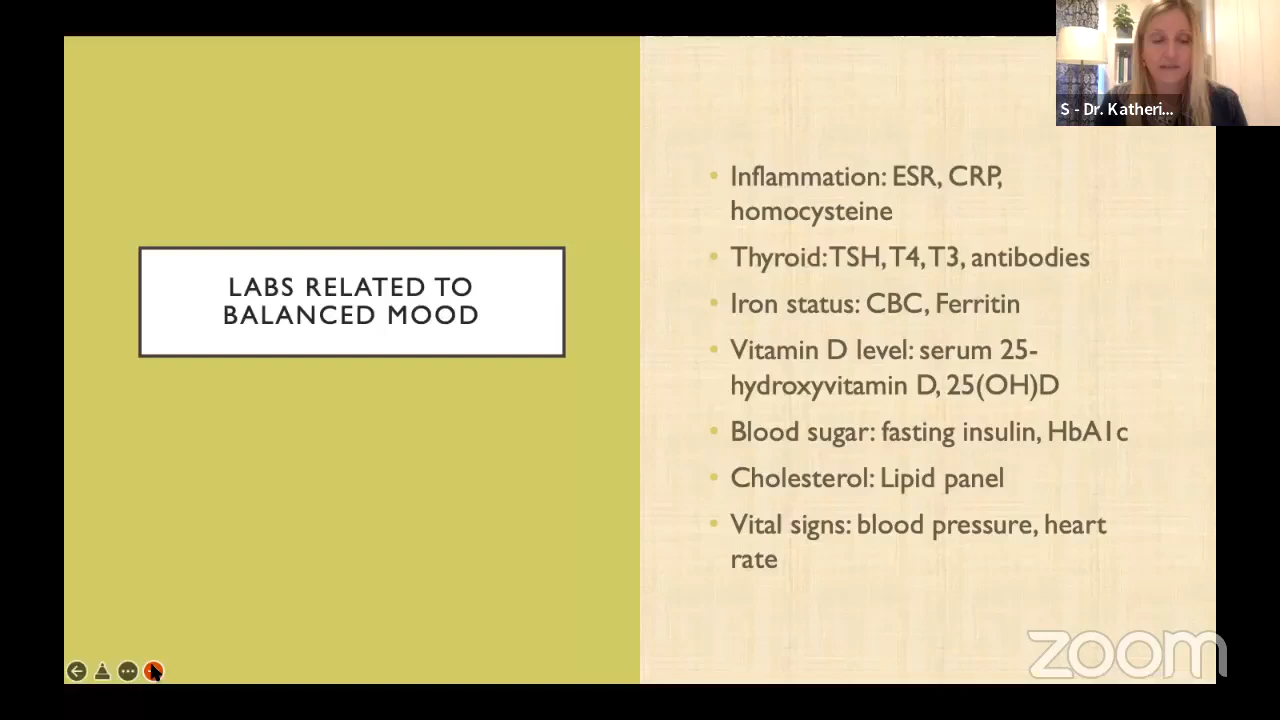 S - Dr. Katheri...
LABS RELATED TO
BALANCED MOOD
• Inflammation: ESR, CRP,
homocysteine
• Thyroid: TSH, T4, T3, antibodies
• Iron status: CBC, Ferritin
• Vitamin D level: serum 25-
hydroxyvitamin D, 25(OH)D
• Blood sugar: fasting insulin, HbA1c
• Cholesterol: Lipid panel
• Vital signs: blood pressure, heart
rate
zoom